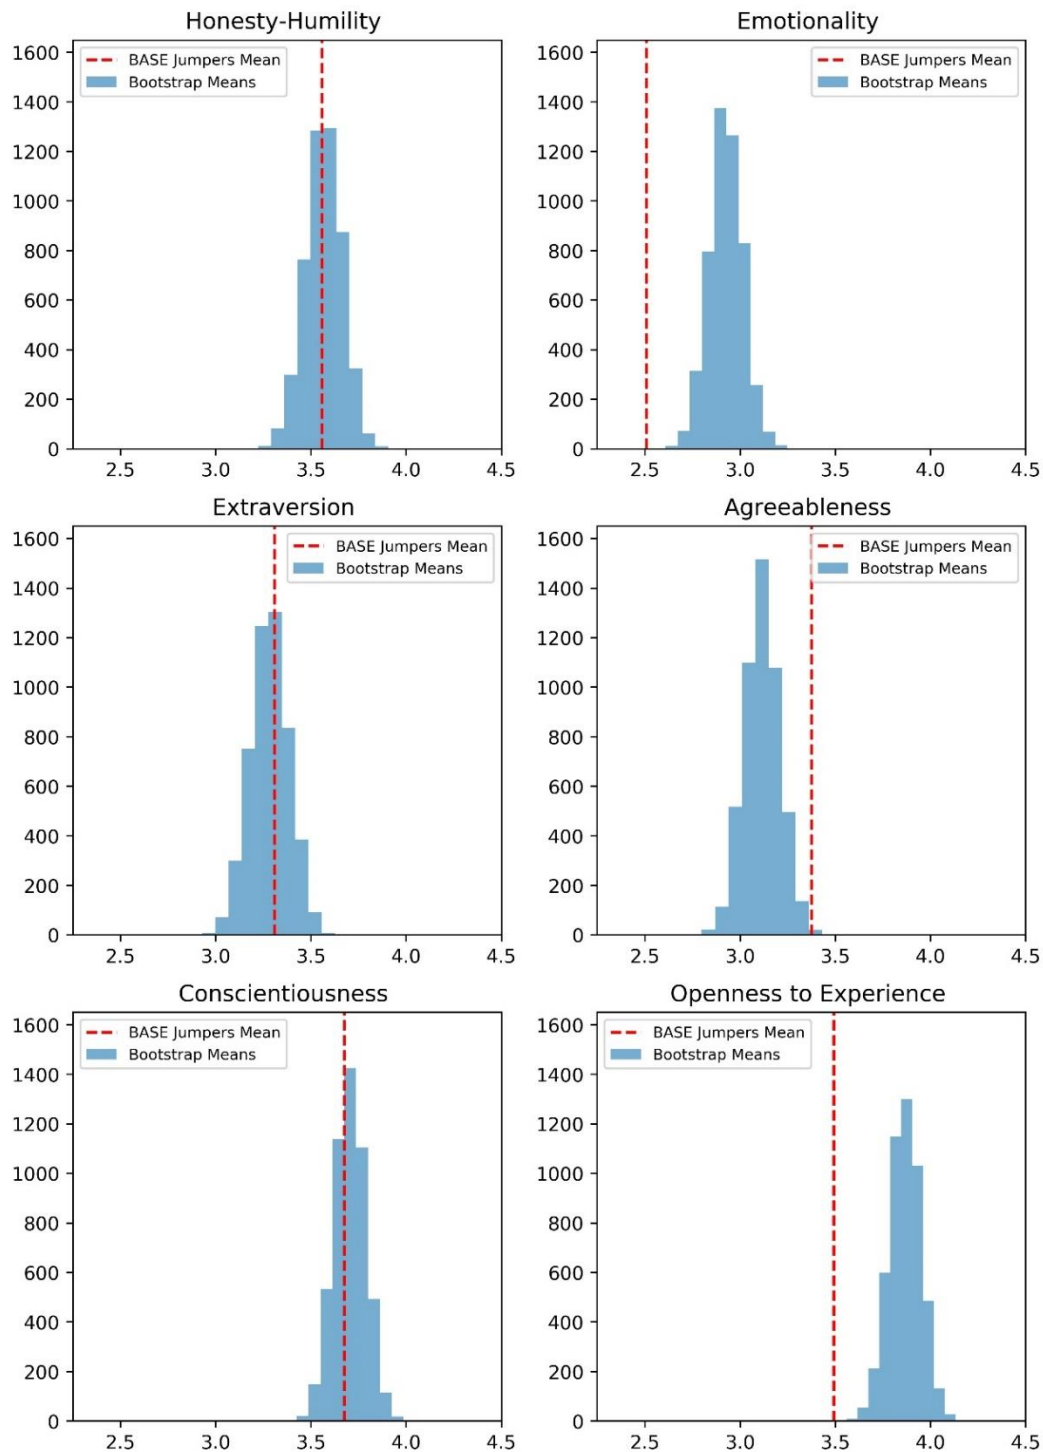 Honesty-Humility
1600
1400
1200
1000
800
600
400
200
0
BASE Jumpers Mean
Bootstrap Means
2.5 3.0 3.5 4.0 4.5
Emotionality
1600
1400
1200
1000
800
600
400
200
0
BASE Jumpers Mean
Bootstrap Means
2.5 3.0 3.5 4.0 4.5
Extraversion
1600
1400
1200
1000
800
600
400
200
0
BASE Jumpers Mean
Bootstrap Means
2.5 3.0 3.5 4.0 4.5
Agreeableness
1600
1400
1200
1000
800
600
400
200
0
BASE Jumpers Mean
Bootstrap Means
2.5 3.0 3.5 4.0 4.5
Conscientiousness
1600
1400
1200
1000
800
600
400
200
0
BASE Jumpers Mean
Bootstrap Means
2.5 3.0 3.5 4.0 4.5
Openness to Experience
1600
1400
1200
1000
800
600
400
200
0
BASE Jumpers Mean
Bootstrap Means
2.5 3.0 3.5 4.0 4.5